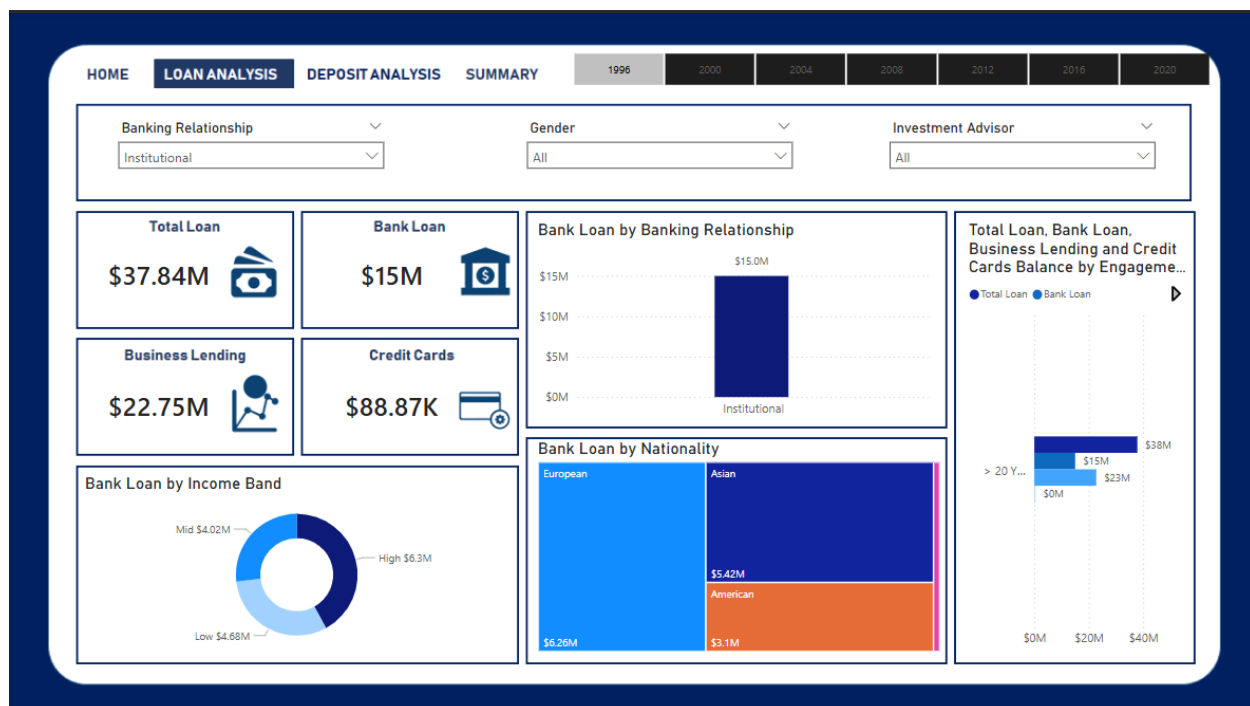 HOME LOAN ANALYSIS DEPOSIT ANALYSIS SUMMARY
1996 2000 2004 2008 2012 2016 2020
Banking Relationship
Institutional
Gender
All
Investment Advisor
All
Total Loan
$37.84M
Bank Loan
$15M
Business Lending
$22.75M
Credit Cards
$88.87K
Bank Loan by Income Band
Mid $4.02M
High $6.3M
Low $4.68M
Bank Loan by Banking Relationship
$15.0M
$15M
$10M
$5M
$0M
Institutional
Bank Loan by Nationality
European
$6.26M
Asian
$5.42M
American
$3.1M
Total Loan, Bank Loan,
Business Lending and Credit
Cards Balance by Engageme...
Total Loan Bank Loan
> 20 Y...
$38M
$15M
$23M
$0M
$0M $20M $40M